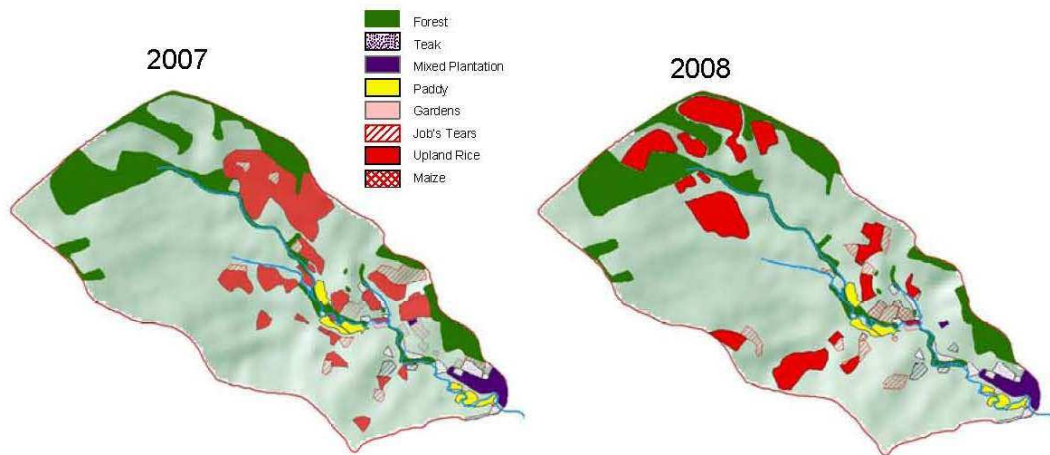 2007
Forest
Teak
Mixed Plantation
Paddy
Gardens
Job's Tears
Upland Rice
Maize
2008